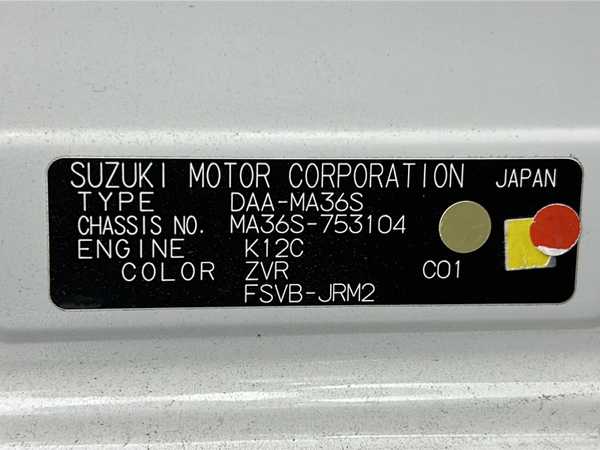 SUZUKI MOTOR CORPORATION JAPAN
TYPE DAA-MA36S
CHASSIS NO. MA36S-753104
ENGINE K12C
COLOR ZVR C01
FSVB-JRM2